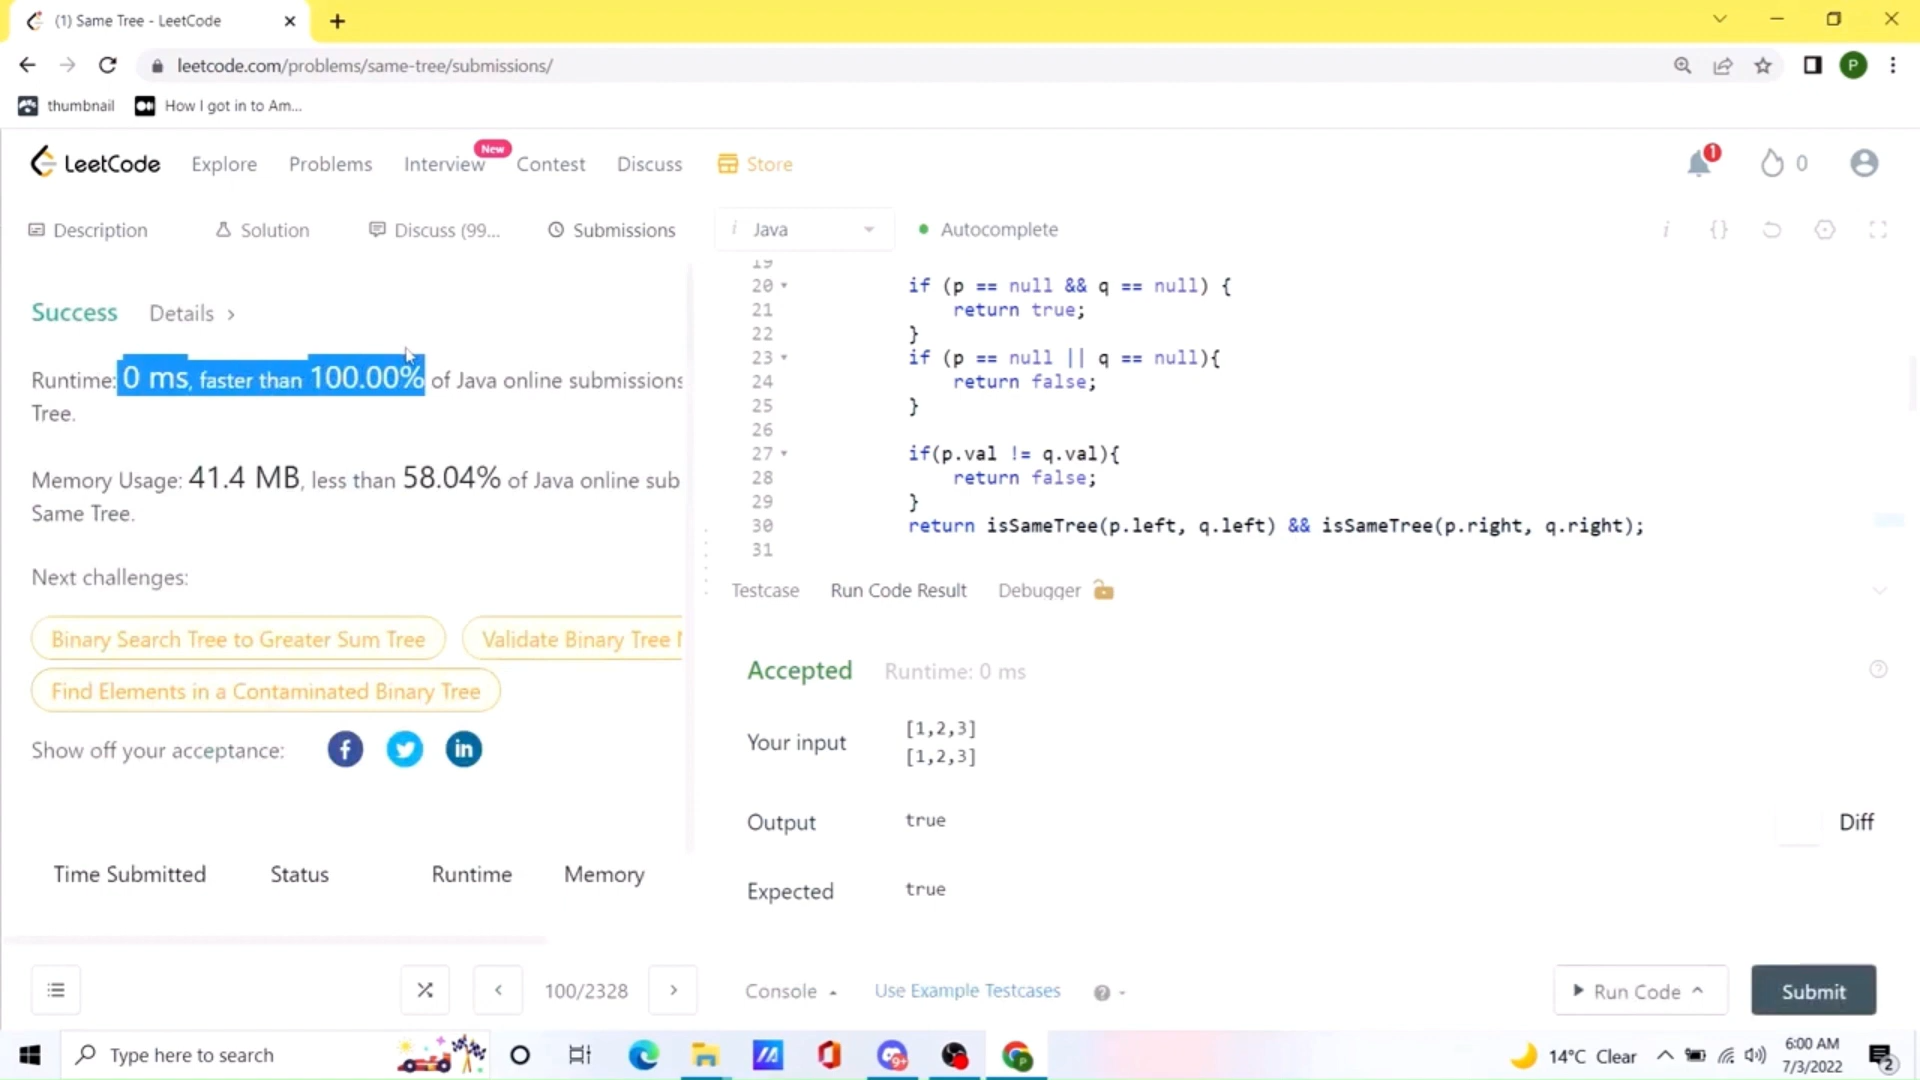 (1) Same Tree - LeetCode
leetcode.com/problems/same-tree/submissions/
P
thumbnail
How I got in to Am...
LeetCode
Explore
Problems
Interview
New
Contest
Discuss
Store
1
0
Description
Solution
Discuss (99...
Submissions
i Java
Autocomplete
i
{}
Success
Details >
Runtime: 0 ms, faster than 100.00% of Java online submissions
Tree.
Memory Usage: 41.4 MB, less than 58.04% of Java online sub
Same Tree.
Next challenges:
Binary Search Tree to Greater Sum Tree
Validate Binary Tree
Find Elements in a Contaminated Binary Tree
Show off your acceptance:
f
in
Time Submitted
Status
Runtime
Memory
100/2328
19
20 if (p == null && q == null) {
21 return true;
22 }
23 if (p == null || q == null){
24 return false;
25 }
26
27 if(p.val != q.val){
28 return false;
29 }
30 return isSameTree(p.left, q.left) && isSameTree(p.right, q.right);
31
Testcase
Run Code Result
Debugger
Accepted
Runtime: 0 ms
Your input
[1,2,3]
[1,2,3]
Output
true
Diff
Expected
true
Console
Use Example Testcases
Run Code
Submit
Type here to search
9+
14°C Clear
6:00 AM
7/3/2022
2